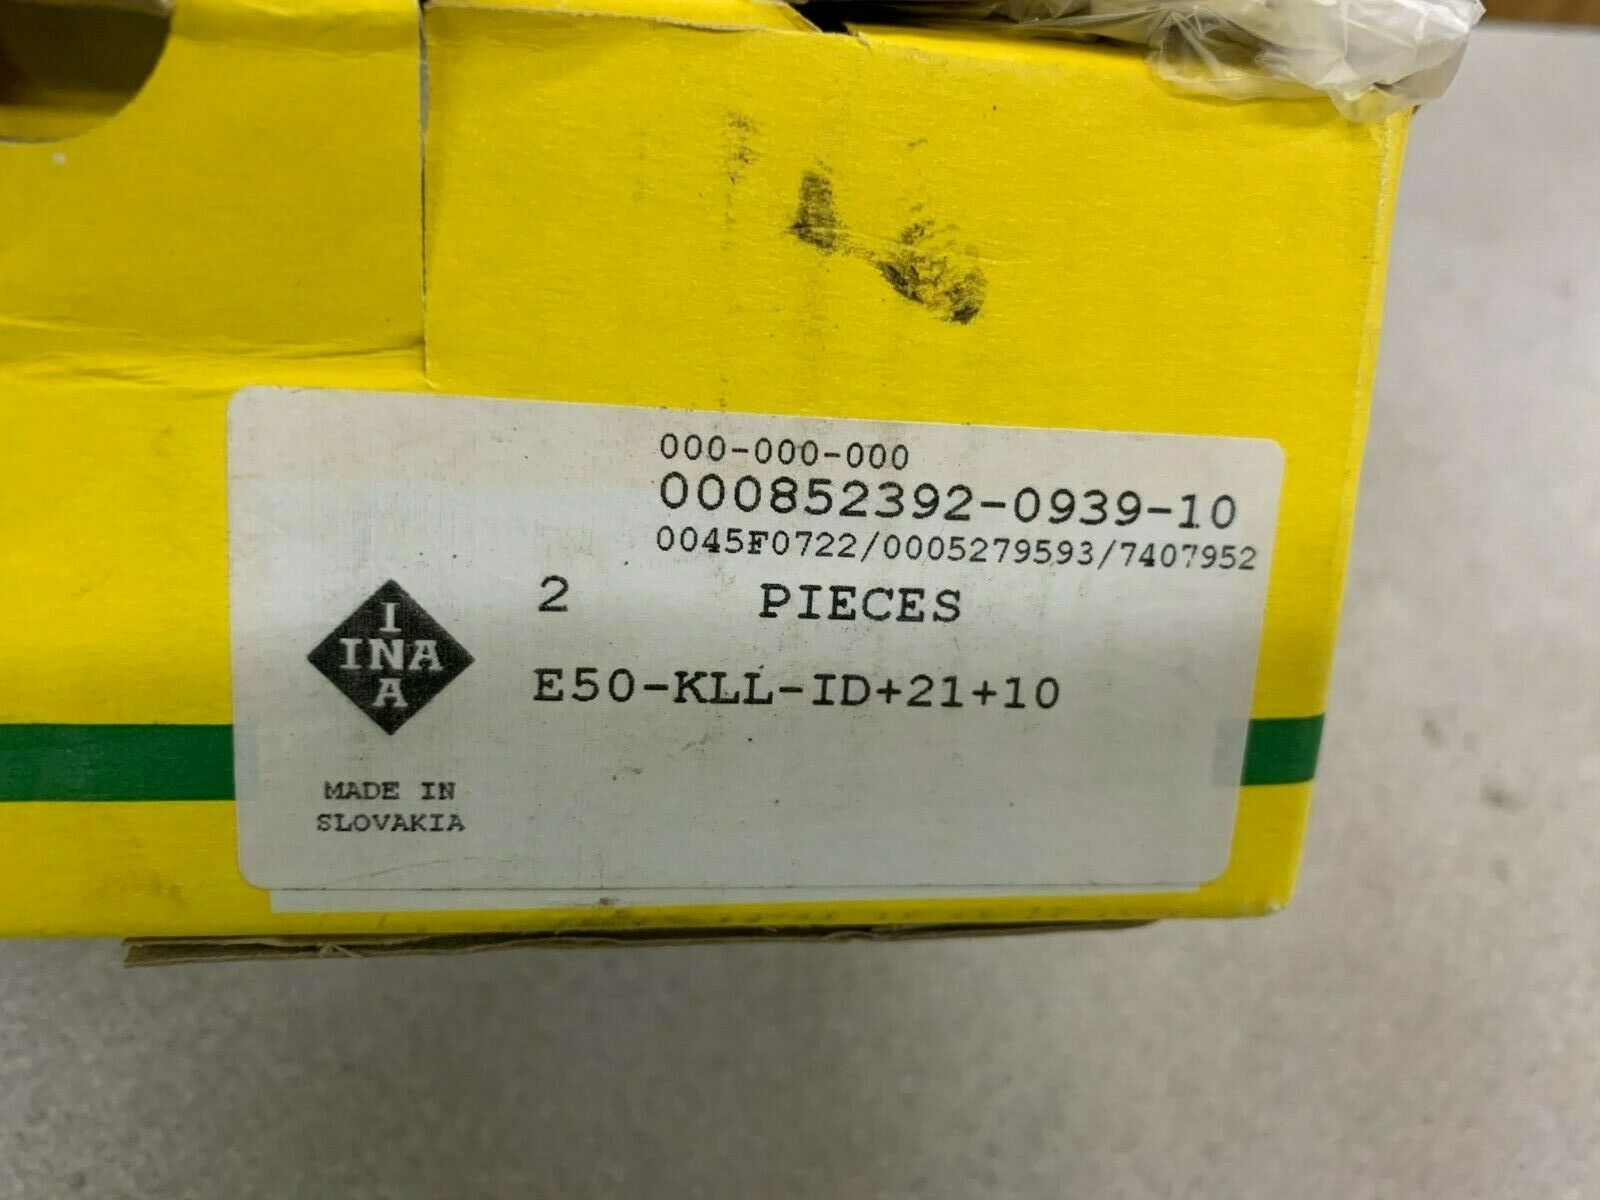 000-000-000
000852392-0939-10
0045F0722/0005279593/7407952
2 PIECES
I
INA
A
E50-KLL-ID+21+10
MADE IN
SLOVAKIA